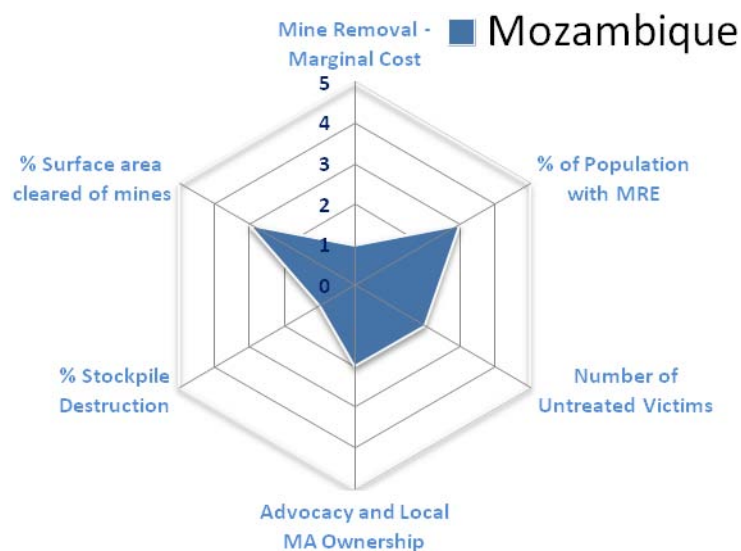 Mine Removal -
Marginal Cost
Mozambique
5
4
3
2
1
0
% of Population
with MRE
Number of
Untreated Victims
Advocacy and Local
MA Ownership
% Stockpile
Destruction
% Surface area
cleared of mines